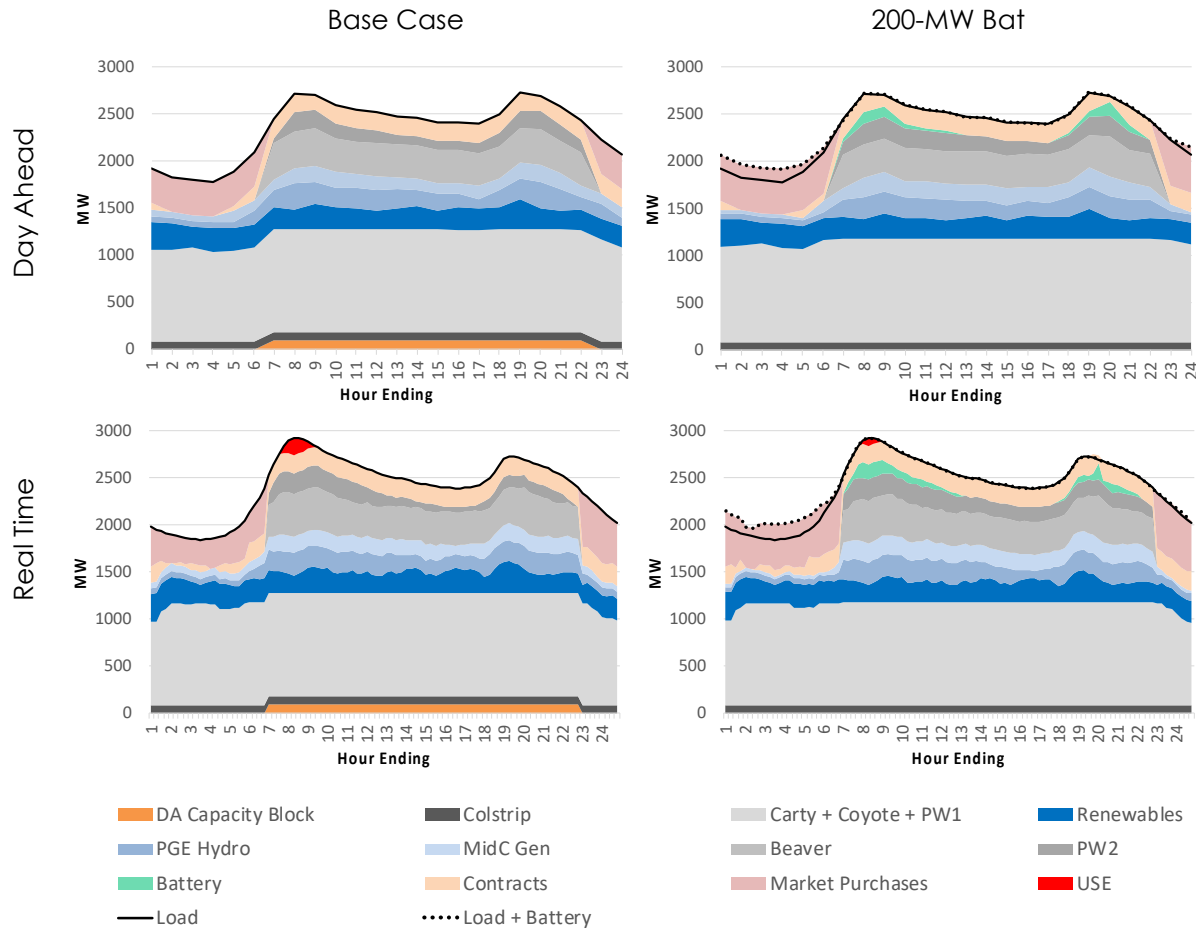 Base Case
200-MW Bat
Day Ahead
MW
3000
2500
2000
1500
1000
500
0
1 2 3 4 5 6 7 8 9 10 11 12 13 14 15 16 17 18 19 20 21 22 23 24
Hour Ending
MW
3000
2500
2000
1500
1000
500
0
1 2 3 4 5 6 7 8 9 10 11 12 13 14 15 16 17 18 19 20 21 22 23 24
Hour Ending
Real Time
MW
3000
2500
2000
1500
1000
500
0
1 2 3 4 5 6 7 8 9 10 11 12 13 14 15 16 17 18 19 20 21 22 23 24
Hour Ending
MW
3000
2500
2000
1500
1000
500
0
1 2 3 4 5 6 7 8 9 10 11 12 13 14 15 16 17 18 19 20 21 22 23 24
Hour Ending
DA Capacity Block
Colstrip
Carty + Coyote + PW1
Renewables
PGE Hydro
MidC Gen
Beaver
PW2
Battery
Contracts
Market Purchases
USE
Load
Load + Battery